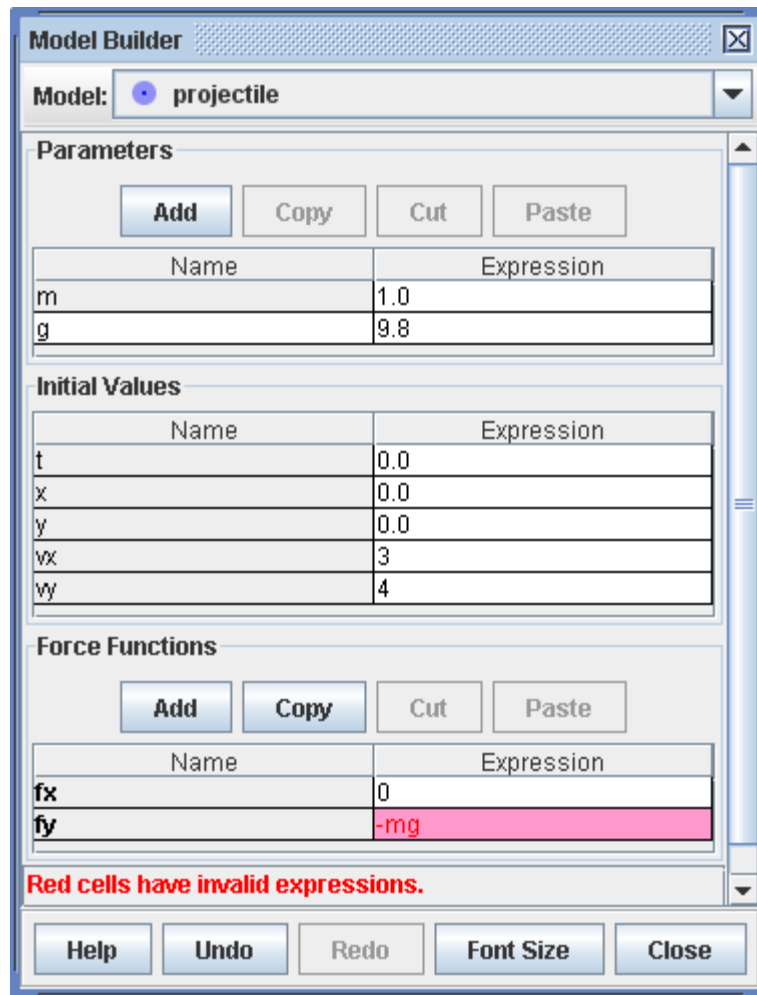 Model Builder
Model: projectile
Parameters
Add Copy Cut Paste
Name Expression
m 1.0
g 9.8
Initial Values
Name Expression
t 0.0
x 0.0
y 0.0
vx 3
vy 4
Force Functions
Add Copy Cut Paste
Name Expression
fx 0
fy -mg
Red cells have invalid expressions.
Help Undo Redo Font Size Close